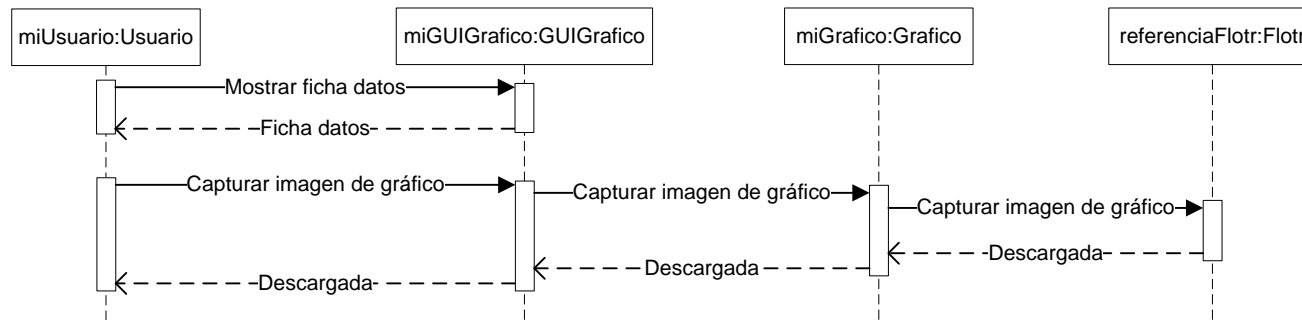 miUsuario:Usuario
miGUIGrafico:GUIGrafico
miGrafico:Grafico
referenciaFlotr:Flotr
Mostrar ficha datos
Ficha datos
Capturar imagen de gráfico
Capturar imagen de gráfico
Capturar imagen de gráfico
Descargada
Descargada
Descargada